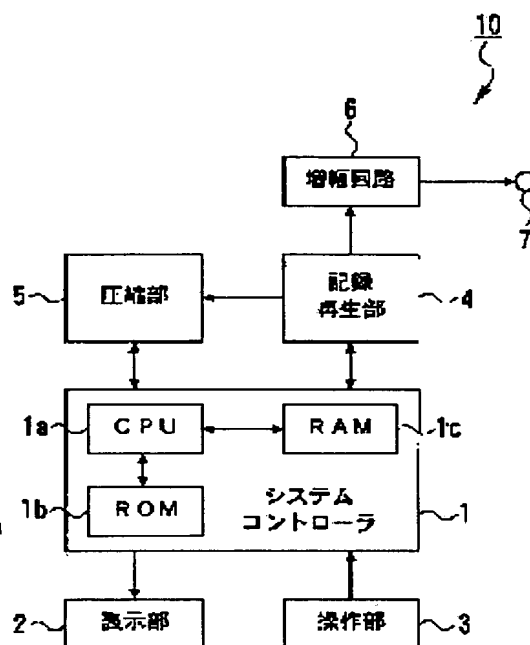 10
6
増幅回路
7
5
圧縮部
記録
再生部
4
1a
CPU
RAM
1c
1b
ROM
システム
コントローラ
1
2
表示部
操作部
3